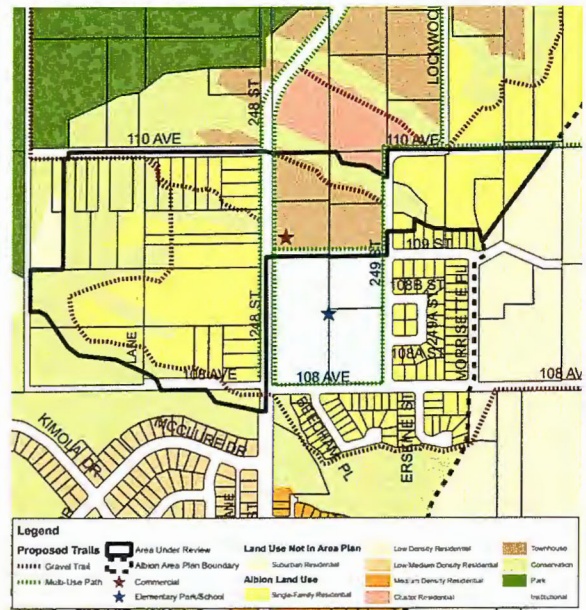 248 ST
LOCKWOOD
110 AVE
110 AVE
109 ST
249 ST
108B ST
249A ST
MORRISETTE PL
248 ST
LANE
108A ST
108 AVE
108 AVE
108 A
KIMOLA DR
MCCLURE DR
BEECHAM PL
ERSKINE ST
Legend
Proposed Trails
Gravel Trail
Multi-Use Path
Area Under Review
Albion Area Plan Boundary
Commercial
Elementary Park/School
Land Use Not In Area Plan
Suburban Residential
Albion Land Use
Single-Family Residential
Low Density Residential
Low/Medium Density Residential
Medium Density Residential
Cluster Residential
Townhouse
Conservation
Park
Institutional